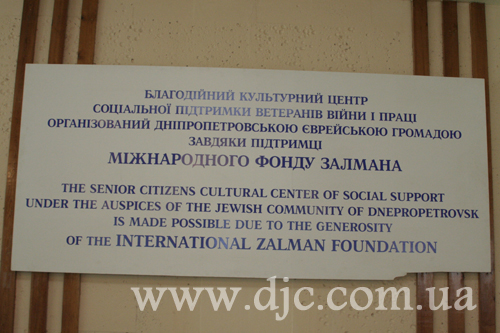 БЛАГОДІЙНИЙ КУЛЬТУРНИЙ ЦЕНТР
СОЦІАЛЬНОЇ ПІДТРИМКИ ВЕТЕРАНІВ ВІЙНИ І ПРАЦІ
ОРГАНІЗОВАНИЙ ДНІПРОПЕТРОВСЬКОЮ ЄВРЕЙСЬКОЮ ГРОМАДОЮ
ЗАВДЯКИ ПІДТРИМЦІ
МІЖНАРОДНОГО ФОНДУ ЗАЛМАНА
THE SENIOR CITIZENS CULTURAL CENTER OF SOCIAL SUPPORT
UNDER THE AUSPICES OF THE JEWISH COMMUNITY OF DNEPROPETROVSK
IS MADE POSSIBLE DUE TO THE GENEROSITY
OF THE INTERNATIONAL ZALMAN FOUNDATION
www.djc.com.ua